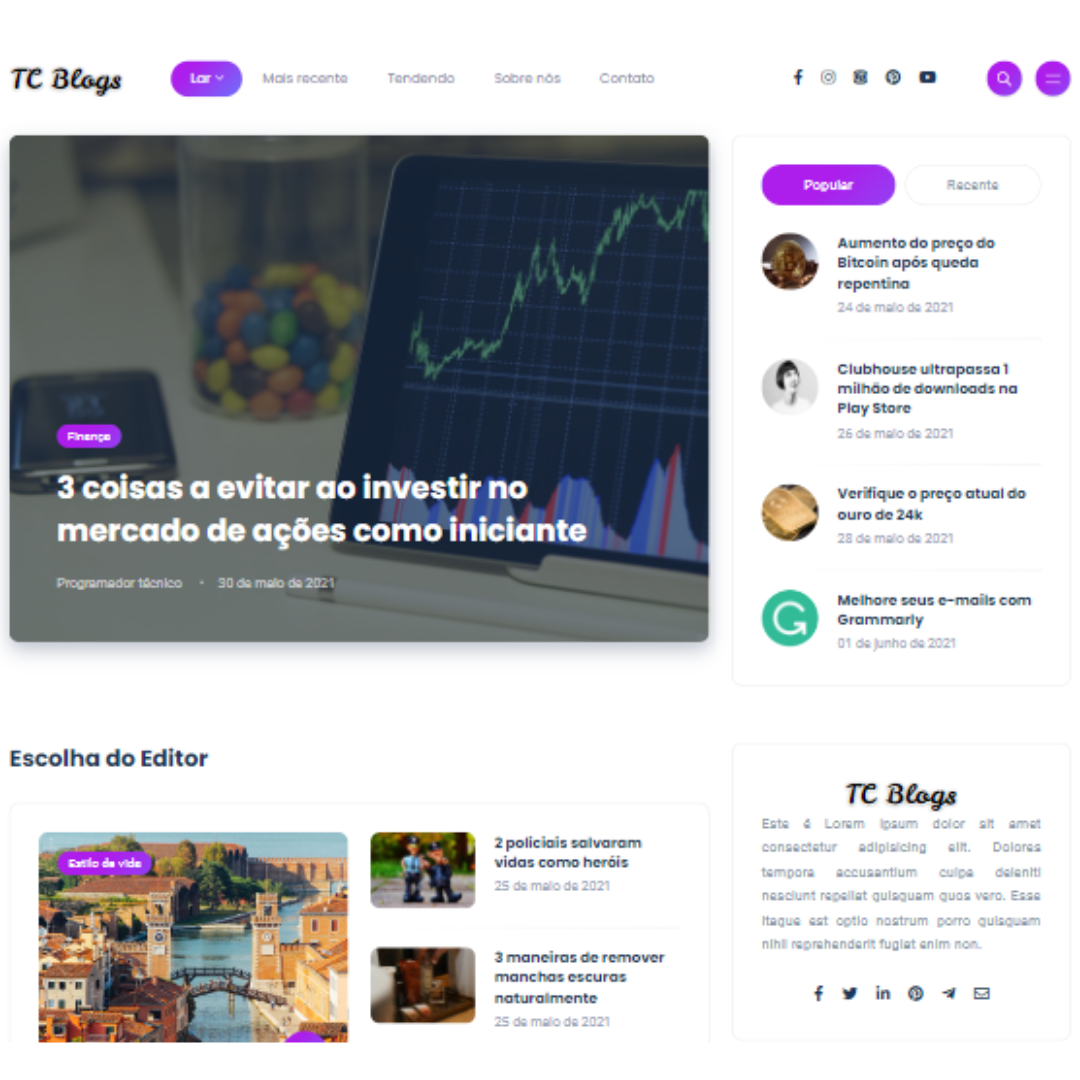 TC Blogs
Lar
Mais recente
Tendendo
Sobre nós
Contato
Finança
3 coisas a evitar ao investir no
mercado de ações como iniciante
Programador técnico • 30 de maio de 2021
Popular
Recente
Aumento do preço do
Bitcoin após queda
repentina
24 de maio de 2021
Clubhouse ultrapassa 1
milhão de downloads na
Play Store
26 de maio de 2021
Verifique o preço atual do
ouro de 24k
28 de maio de 2021
Melhore seus e-mails com
Grammarly
01 de junho de 2021
Escolha do Editor
Estilo de vida
2 policiais salvaram
vidas como heróis
25 de maio de 2021
3 maneiras de remover
manchas escuras
naturalmente
25 de maio de 2021
TC Blogs
Este é Lorem ipsum dolor sit amet
consectetur adipisicing elit. Dolores
tempora accusantium culpa deleniti
nesciunt repellat quisquam quos vero. Esse
itaque est optio nostrum porro quisquam
nihil reprehenderit fugiat enim non.